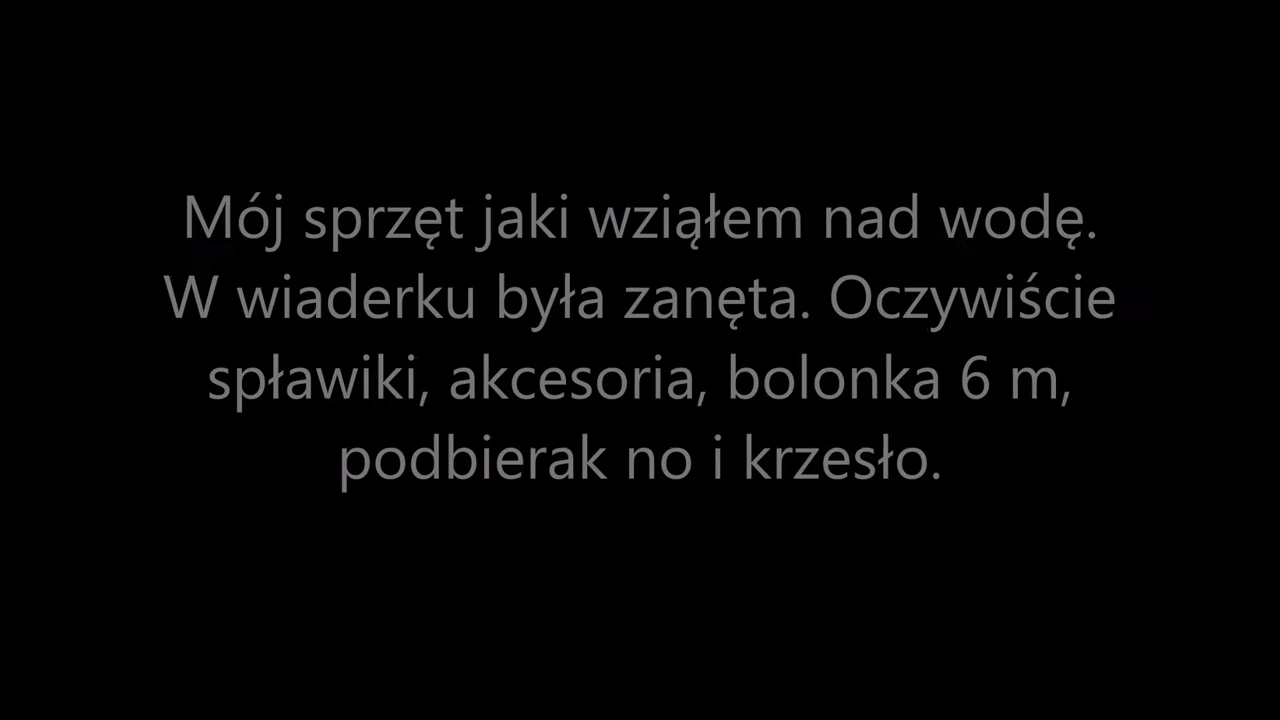 Mój sprzęt jaki wziąłem nad wodę.
W wiaderku była zanęta. Oczywiście
spławiki, akcesoria, bolonka 6 m,
podbierak no i krzesło.